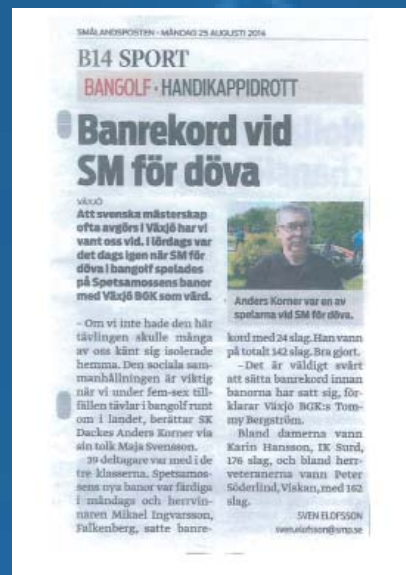 SMÅLANDSPOSTEN · MÅNDAG 25 AUGUSTI 2014
B14 SPORT
BANGOLF · HANDIKAPPIDROTT
Banrekord vid
SM för döva
VÄXJÖ
Att svenska mästerskap
ofta avgörs i Växjö har vi
vant oss vid. I lördags var
det dags igen när SM för
döva i bangolf spelades
på Spetsamossens banor
med Växjö BGK som värd.
– Om vi inte hade den här
tävlingen skulle många
av oss känt sig isolerade
hemma. Den sociala sam-
manhållningen är viktig
när vi under fem-sex till-
fällen tävlar i bangolf runt
om i landet, berättar SK
Dackes Anders Korner via
sin tolk Maja Svensson.
39 deltagare var med i de
tre klasserna. Spetsamos-
sens nya banor var färdiga
i måndags och herrvin-
naren Mikael Ingvarsson,
Falkenberg, satte banre-
Anders Korner var en av
spelarna vid SM för döva.
kord med 24 slag. Han vann
på totalt 142 slag. Bra gjort.
– Det är väldigt svårt
att sätta banrekord innan
banorna har satt sig, för-
klarar Växjö BGK:s Tom-
my Bergström.
Bland damerna vann
Karin Hansson, IK Surd,
176 slag, och bland herr-
veteranerna vann Peter
Söderlind, Viskan, med 162
slag.
SVEN ELOFSSON
sven.elofsson@smp.se